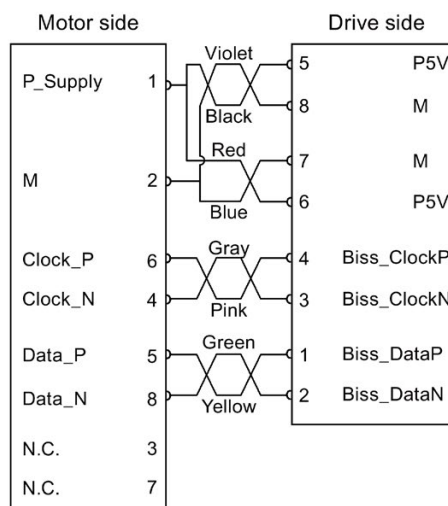 Motor side
Drive side
P_Supply 1
Violet
5 P5V
8 M
Black
Red
7 M
M 2
6 P5V
Blue
Clock_P 6
Gray
4 Biss_ClockP
Clock_N 4
3 Biss_ClockN
Pink
Data_P 5
Green
1 Biss_DataP
Data_N 8
2 Biss_DataN
Yellow
N.C. 3
N.C. 7